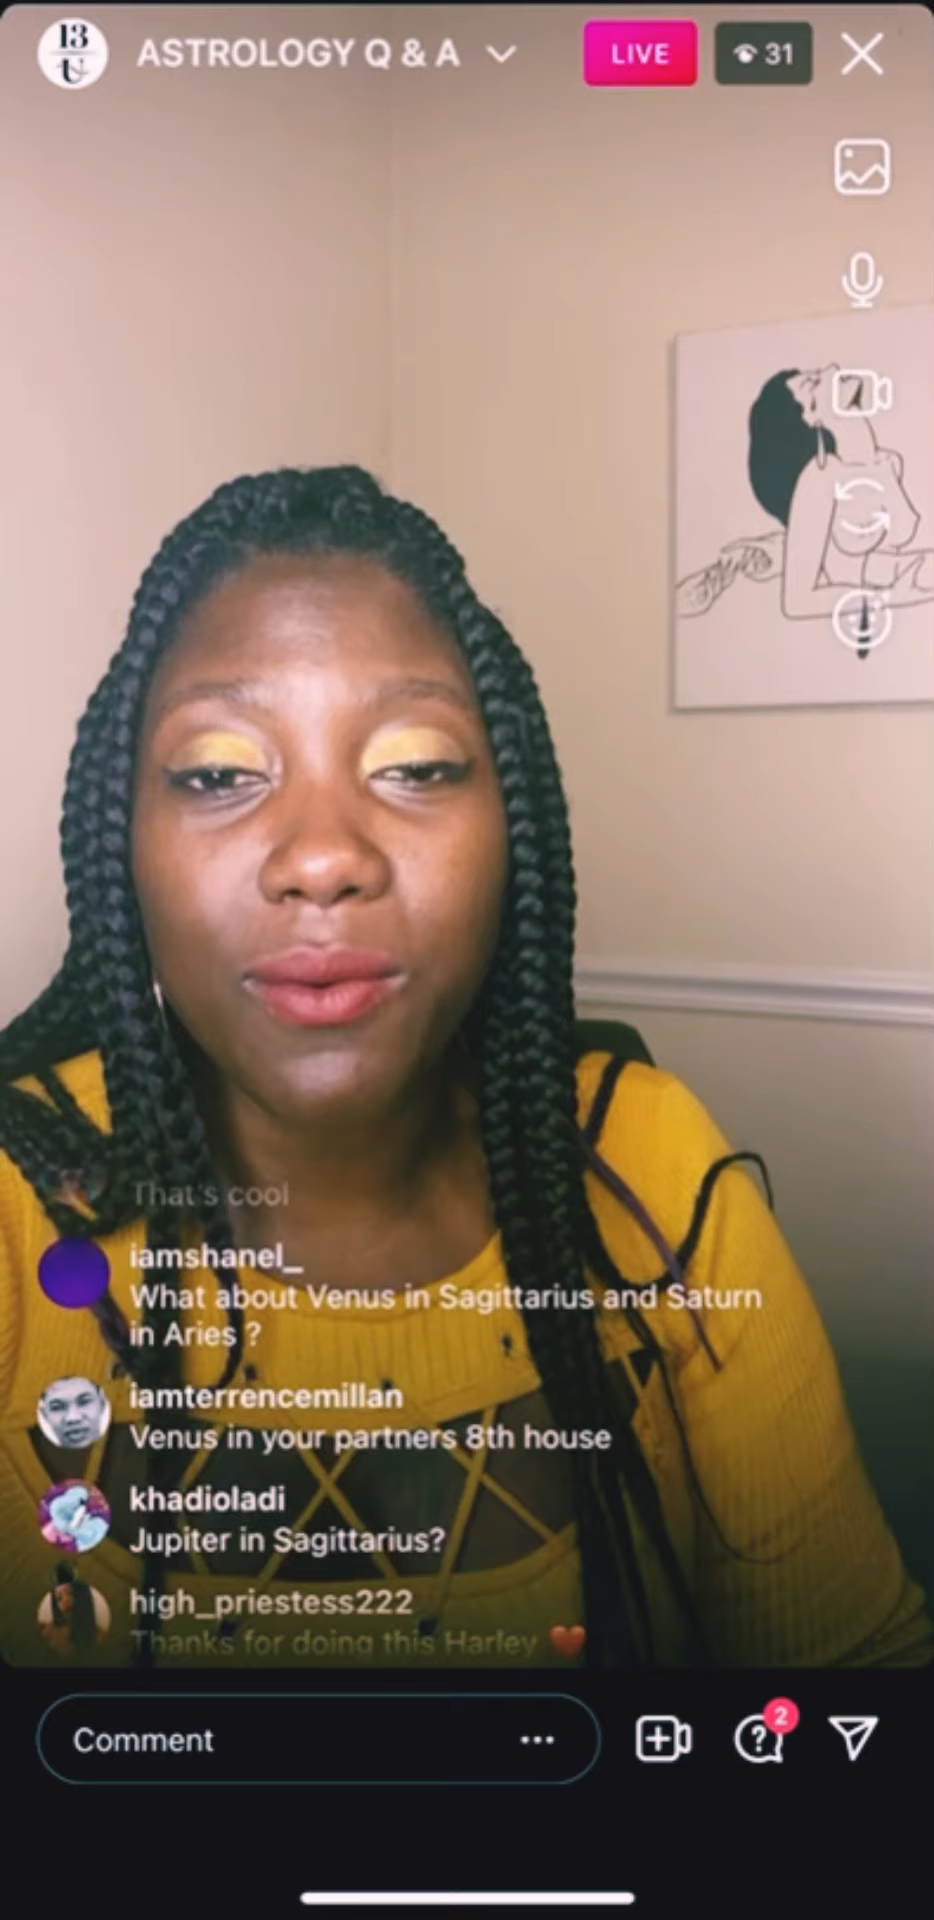 13
U
ASTROLOGY Q & A
LIVE
31
That's cool
iamshanel_
What about Venus in Sagittarius and Saturn
in Aries ?
iamterrencemillan
Venus in your partners 8th house
khadioladi
Jupiter in Sagittarius?
high_priestess222
Thanks for doing this Harley ❤️
Comment
2